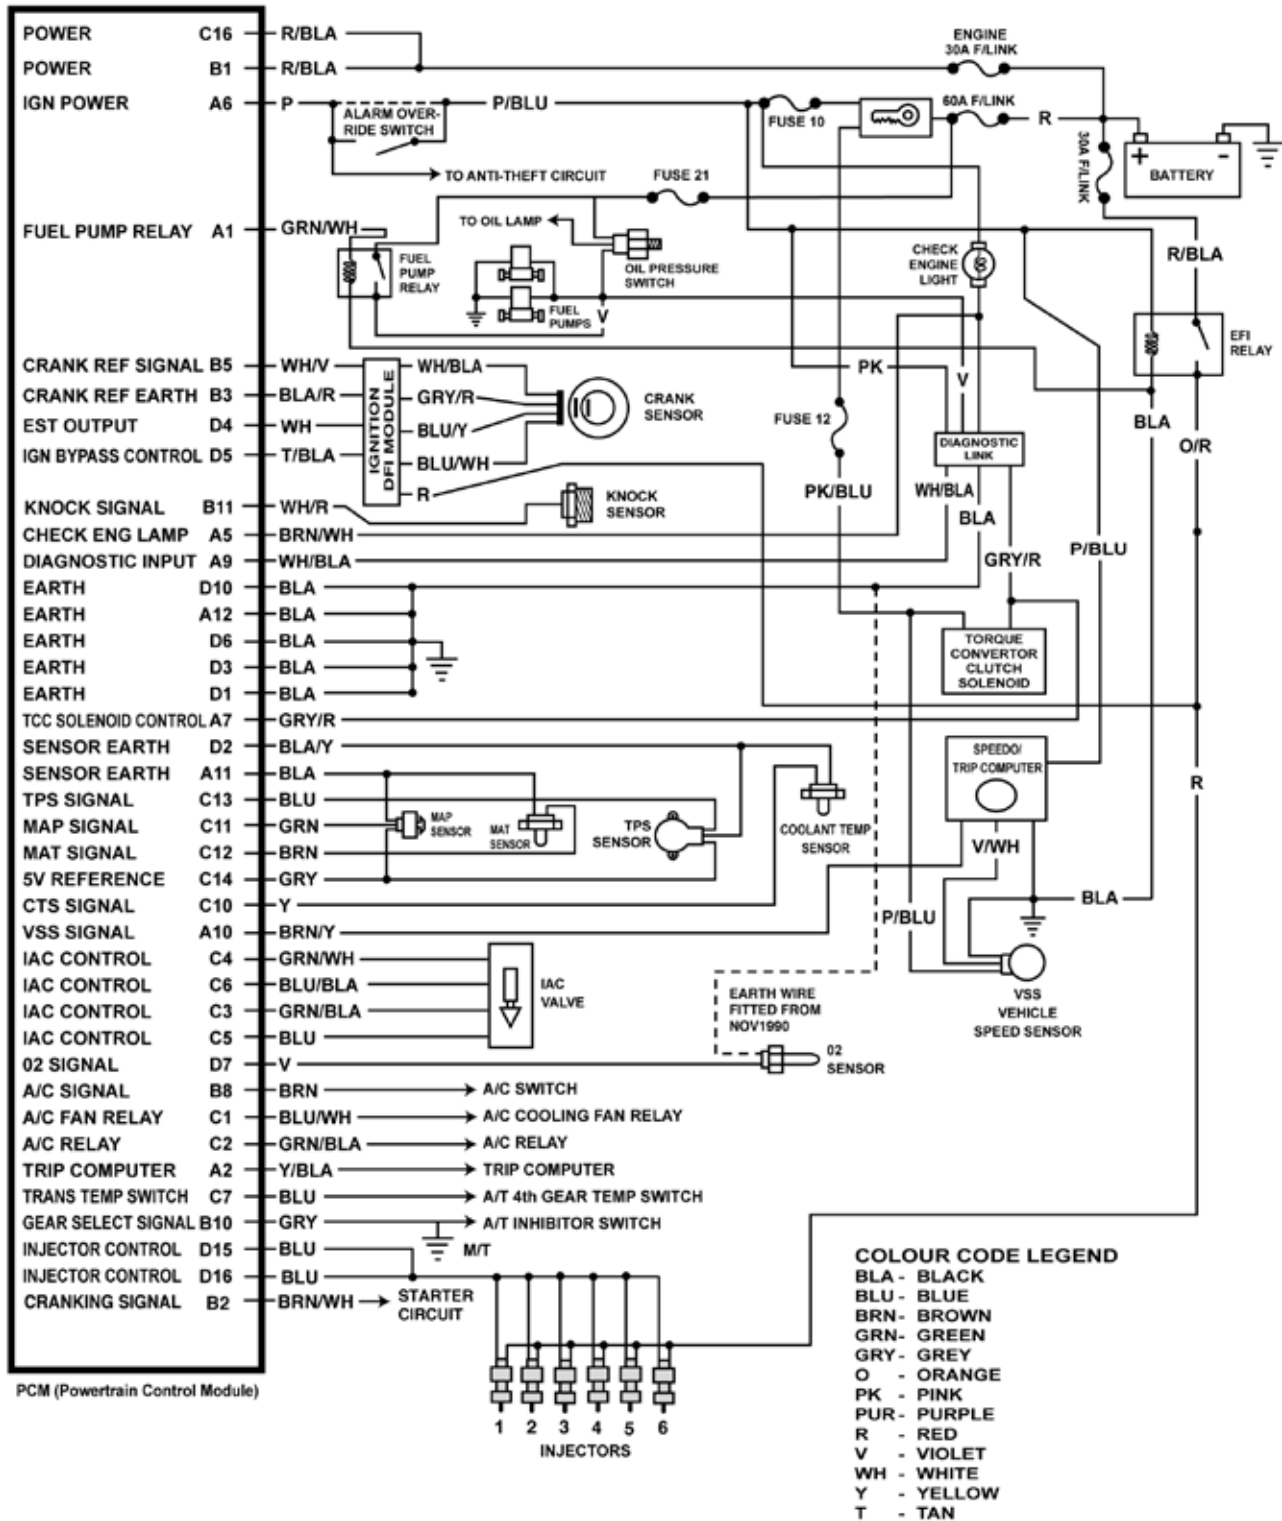 POWER C16 R/BLA
POWER B1 R/BLA
IGN POWER A6 P P/BLU
ALARM OVER-
RIDE SWITCH
TO ANTI-THEFT CIRCUIT
ENGINE
30A F/LINK
FUSE 10
60A F/LINK
R
30A F/LINK
+ -
BATTERY
FUSE 21
TO OIL LAMP
FUEL PUMP RELAY A1 GRN/WH
FUEL
PUMP
RELAY
OIL PRESSURE
SWITCH
FUEL
PUMPS
V
CHECK
ENGINE
LIGHT
R/BLA
EFI
RELAY
CRANK REF SIGNAL B5 WH/V
CRANK REF EARTH B3 BLA/R
EST OUTPUT D4 WH
IGN BYPASS CONTROL D5 T/BLA
IGNITION
DFI MODULE
WH/BLA
GRY/R
BLU/Y
BLU/WH
R
CRANK
SENSOR
PK
V
FUSE 12
BLA
O/R
DIAGNOSTIC
LINK
PK/BLU
WH/BLA
BLA
GRY/R
P/BLU
KNOCK SIGNAL B11 WH/R
KNOCK
SENSOR
CHECK ENG LAMP A5 BRN/WH
DIAGNOSTIC INPUT A9 WH/BLA
EARTH D10 BLA
EARTH A12 BLA
EARTH D6 BLA
EARTH D3 BLA
EARTH D1 BLA
TORQUE
CONVERTOR
CLUTCH
SOLENOID
TCC SOLENOID CONTROL A7 GRY/R
SENSOR EARTH D2 BLA/Y
SENSOR EARTH A11 BLA
TPS SIGNAL C13 BLU
MAP SIGNAL C11 GRN
MAT SIGNAL C12 BRN
5V REFERENCE C14 GRY
CTS SIGNAL C10 Y
VSS SIGNAL A10 BRN/Y
MAP
SENSOR
MAT
SENSOR
TPS
SENSOR
COOLANT TEMP
SENSOR
SPEEDO/
TRIP COMPUTER
R
V/WH
BLA
P/BLU
VSS
VEHICLE
SPEED SENSOR
IAC CONTROL C4 GRN/WH
IAC CONTROL C6 BLU/BLA
IAC CONTROL C3 GRN/BLA
IAC CONTROL C5 BLU
IAC
VALVE
EARTH WIRE
FITTED FROM
NOV1990
02 SIGNAL D7 V
02
SENSOR
A/C SIGNAL B8 BRN A/C SWITCH
A/C FAN RELAY C1 BLU/WH A/C COOLING FAN RELAY
A/C RELAY C2 GRN/BLA A/C RELAY
TRIP COMPUTER A2 Y/BLA TRIP COMPUTER
TRANS TEMP SWITCH C7 BLU A/T 4th GEAR TEMP SWITCH
GEAR SELECT SIGNAL B10 GRY A/T INHIBITOR SWITCH
M/T
INJECTOR CONTROL D15 BLU
INJECTOR CONTROL D16 BLU
CRANKING SIGNAL B2 BRN/WH STARTER
CIRCUIT
PCM (Powertrain Control Module)
1 2 3 4 5 6
INJECTORS
COLOUR CODE LEGEND
BLA - BLACK
BLU - BLUE
BRN - BROWN
GRN - GREEN
GRY - GREY
O - ORANGE
PK - PINK
PUR - PURPLE
R - RED
V - VIOLET
WH - WHITE
Y - YELLOW
T - TAN